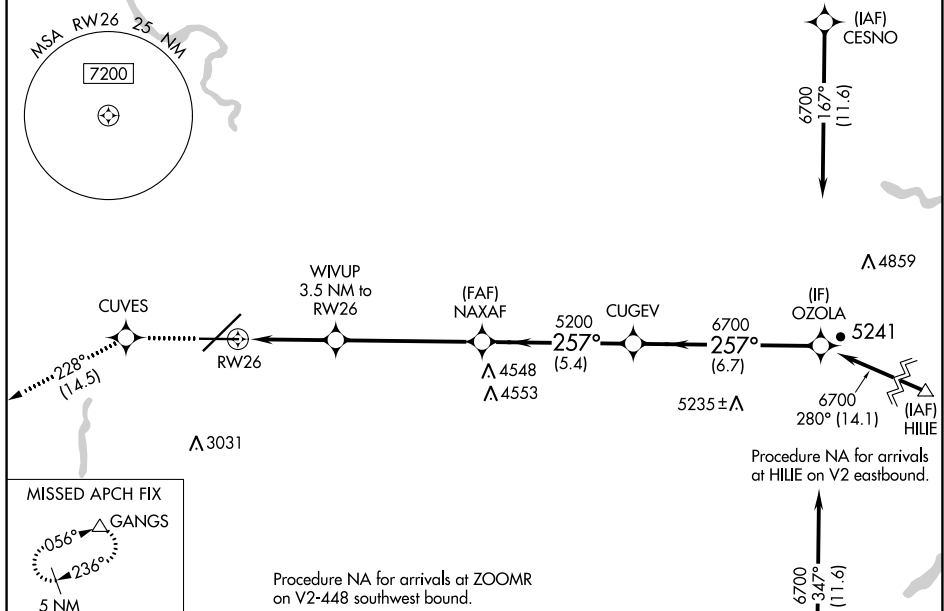 MSA RW26 25 NM
7200
(IAF)
CESNO
6700
167°
(11.6)
4859
WIVUP
3.5 NM to
RW26
CUVES
(FAF)
NAXAF
CUGEV
(IF)
OZOLA
5241
5200
257°
(5.4)
6700
257°
(6.7)
RW26
228°
(14.5)
4548
4553
5235±
6700
280° (14.1)
(IAF)
HILIE
3031
Procedure NA for arrivals
at HILIE on V2 eastbound.
MISSED APCH FIX
GANGS
056°
236°
5 NM
Procedure NA for arrivals at ZOOMR
on V2-448 southwest bound.
6700
347°
(11.6)